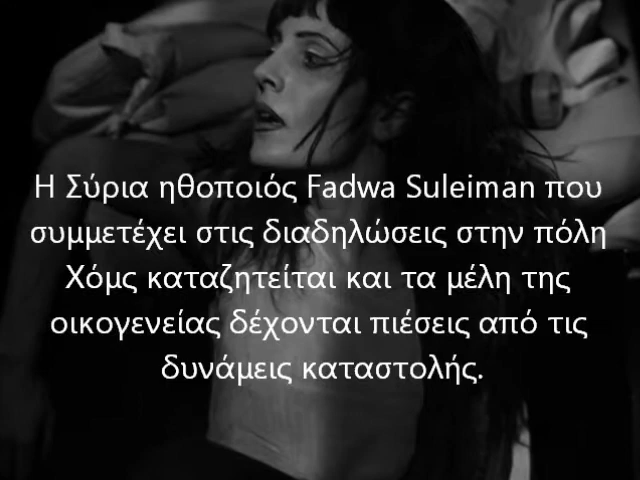 Η Σύρια ηθοποιός Fadwa Suleiman που
συμμετέχει στις διαδηλώσεις στην πόλη
Χόμς καταζητείται και τα μέλη της
οικογενείας δέχονται πιέσεις από τις
δυνάμεις καταστολής.